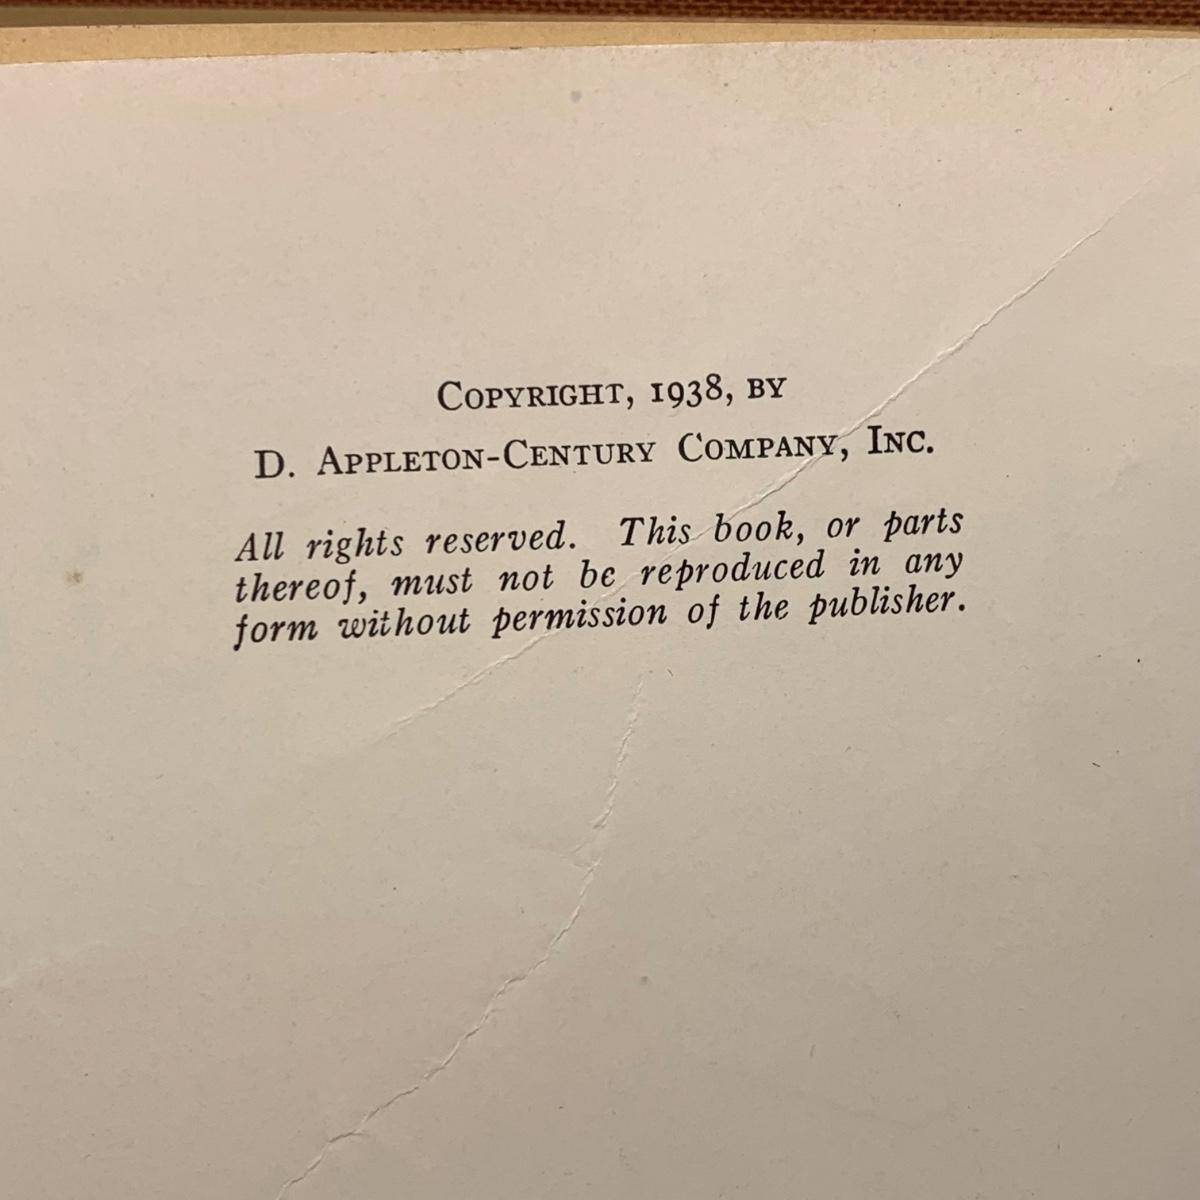 COPYRIGHT, 1938, BY
D. APPLETON-CENTURY COMPANY, INC.
All rights reserved. This book, or parts
thereof, must not be reproduced in any
form without permission of the publisher.